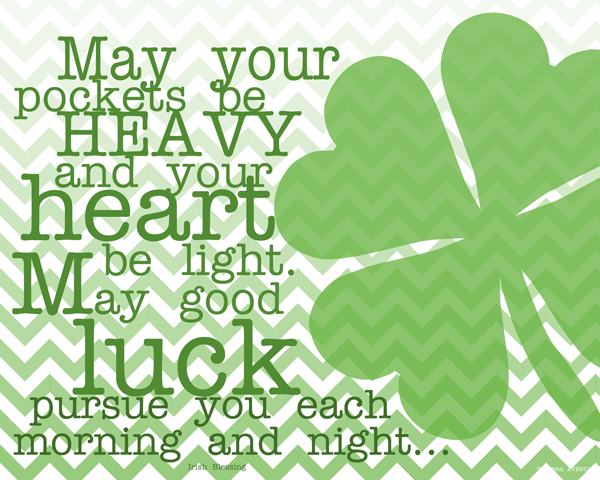 May your
pockets be
HEAVY
and your
heart
be light.
May good
luck
pursue you each
morning and night...
Irish Blessing